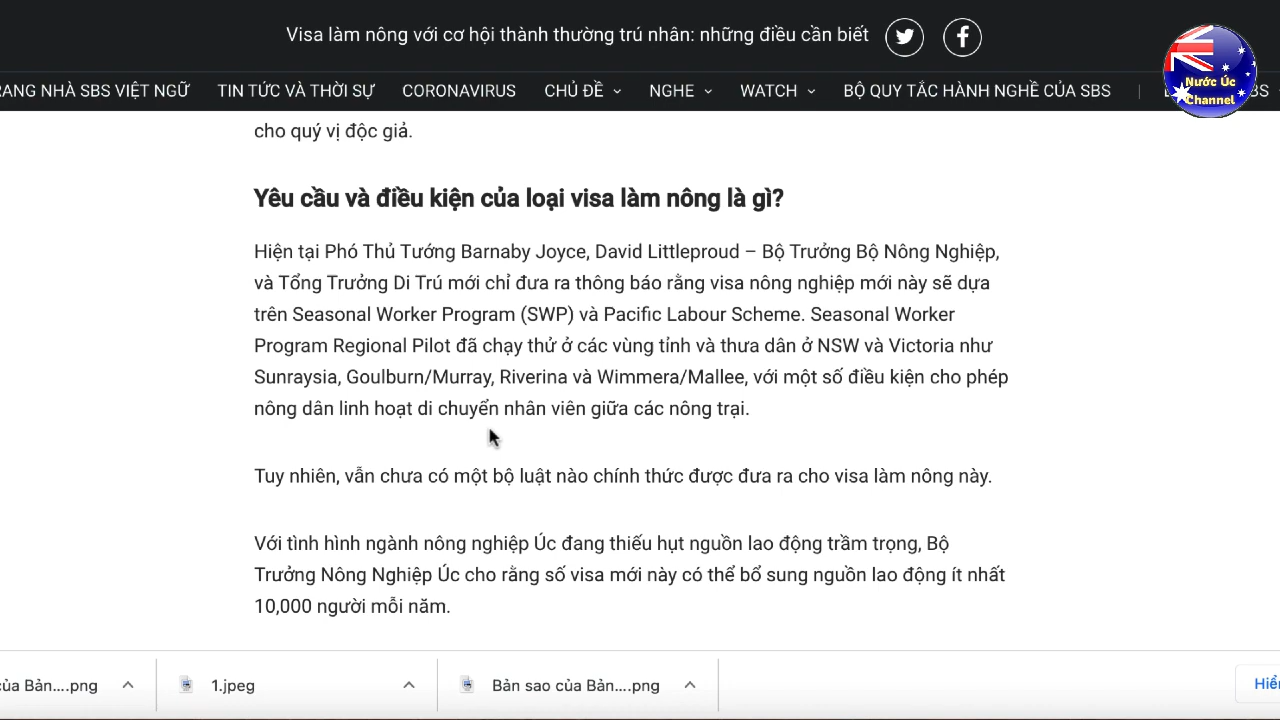 Visa làm nông với cơ hội thành thường trú nhân: những điều cần biết
Nước Úc
Channel
RANG NHÀ SBS VIỆT NGỮ TIN TỨC VÀ THỜI SỰ CORONAVIRUS CHỦ ĐỀ NGHE WATCH BỘ QUY TẮC HÀNH NGHỀ CỦA SBS | BS
cho quý vị độc giả.
Yêu cầu và điều kiện của loại visa làm nông là gì?
Hiện tại Phó Thủ Tướng Barnaby Joyce, David Littleproud – Bộ Trưởng Bộ Nông Nghiệp,
và Tổng Trưởng Di Trú mới chỉ đưa ra thông báo rằng visa nông nghiệp mới này sẽ dựa
trên Seasonal Worker Program (SWP) và Pacific Labour Scheme. Seasonal Worker
Program Regional Pilot đã chạy thử ở các vùng tỉnh và thưa dân ở NSW và Victoria như
Sunraysia, Goulburn/Murray, Riverina và Wimmera/Mallee, với một số điều kiện cho phép
nông dân linh hoạt di chuyển nhân viên giữa các nông trại.
Tuy nhiên, vẫn chưa có một bộ luật nào chính thức được đưa ra cho visa làm nông này.
Với tình hình ngành nông nghiệp Úc đang thiếu hụt nguồn lao động trầm trọng, Bộ
Trưởng Nông Nghiệp Úc cho rằng số visa mới này có thể bổ sung nguồn lao động ít nhất
10,000 người mỗi năm.
của Bản....png 1.jpeg Bản sao của Bản....png Hiể